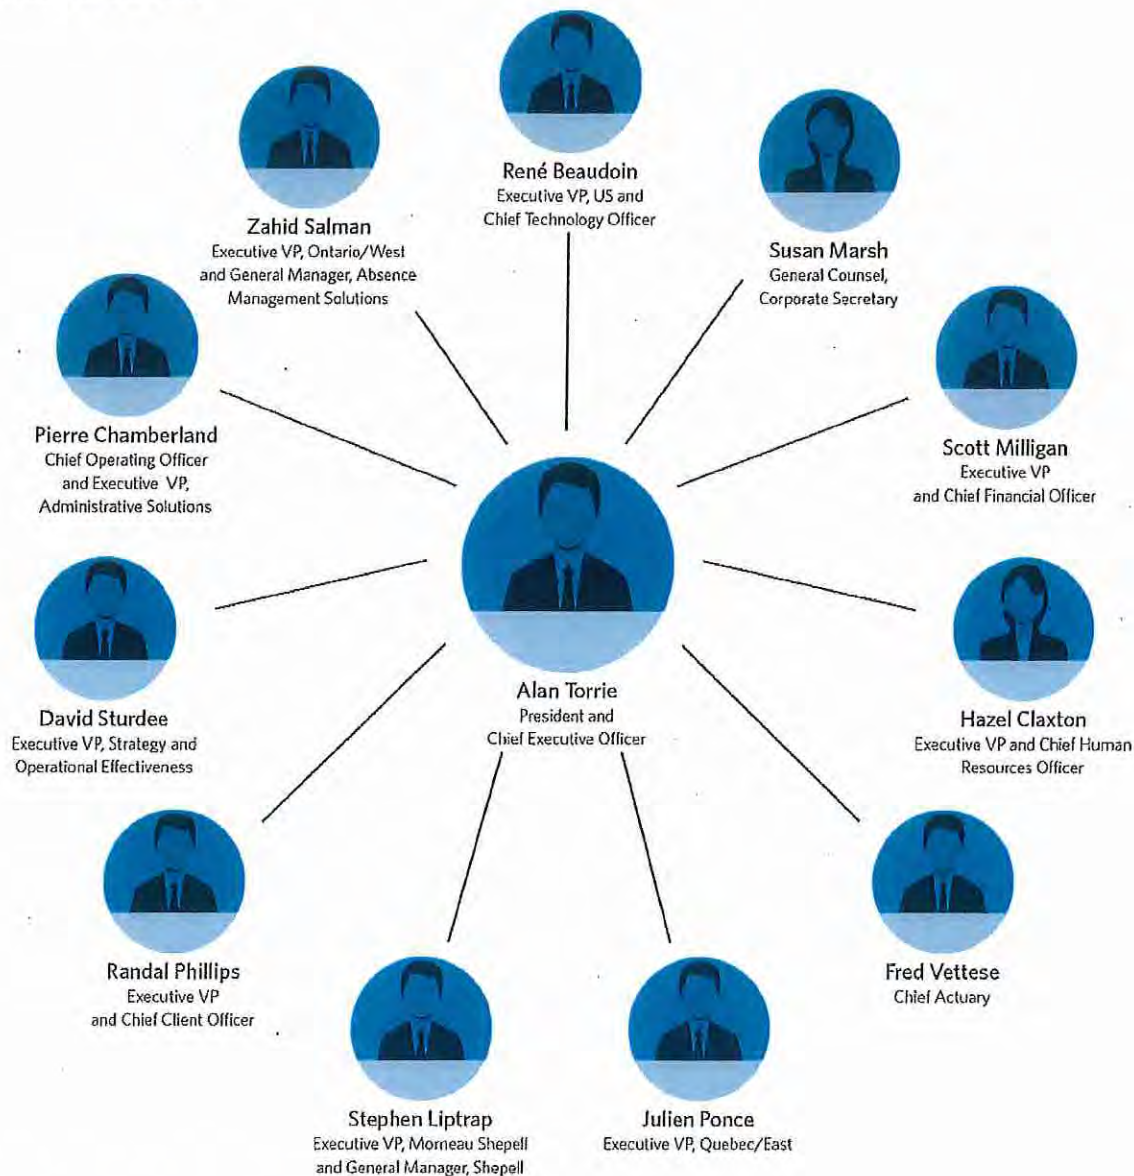 René Beaudoin
Executive VP, US and
Chief Technology Officer
Zahid Salman
Executive VP, Ontario/West
and General Manager, Absence
Management Solutions
Susan Marsh
General Counsel,
Corporate Secretary
Pierre Chamberland
Chief Operating Officer
and Executive VP,
Administrative Solutions
Scott Milligan
Executive VP
and Chief Financial Officer
Alan Torrie
President and
Chief Executive Officer
David Sturdee
Executive VP, Strategy and
Operational Effectiveness
Hazel Claxton
Executive VP and Chief Human
Resources Officer
Randal Phillips
Executive VP
and Chief Client Officer
Fred Vettese
Chief Actuary
Stephen Liptrap
Executive VP, Morneau Shepell
and General Manager, Shepell
Julien Ponce
Executive VP, Quebec/East